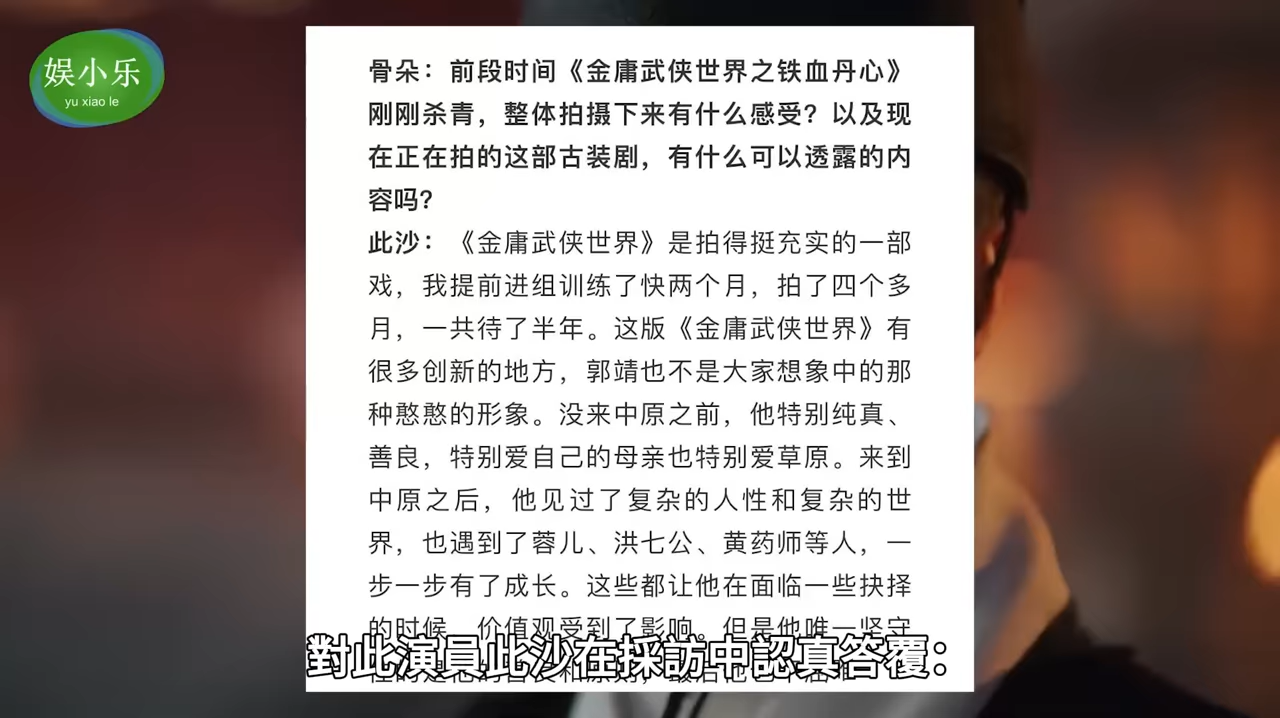 娱小乐
yu xiao le
骨朵：前段时间《金庸武侠世界之铁血丹心》
刚刚杀青，整体拍摄下来有什么感受？以及现
在正在拍的这部古装剧，有什么可以透露的内
容吗？
此沙：《金庸武侠世界》是拍得挺充实的一部
戏，我提前进组训练了快两个月，拍了四个多
月，一共待了半年。这版《金庸武侠世界》有
很多创新的地方，郭靖也不是大家想象中的那
种憨憨的形象。没来中原之前，他特别纯真、
善良，特别爱自己的母亲也特别爱草原。来到
中原之后，他见过了复杂的人性和复杂的世
界，也遇到了蓉儿、洪七公、黄药师等人，一
步一步有了成长。这些都让他在面临一些抉择
的时候，价值观受到了影响。但是他唯一坚守
對此演員此沙在採訪中認真答覆：